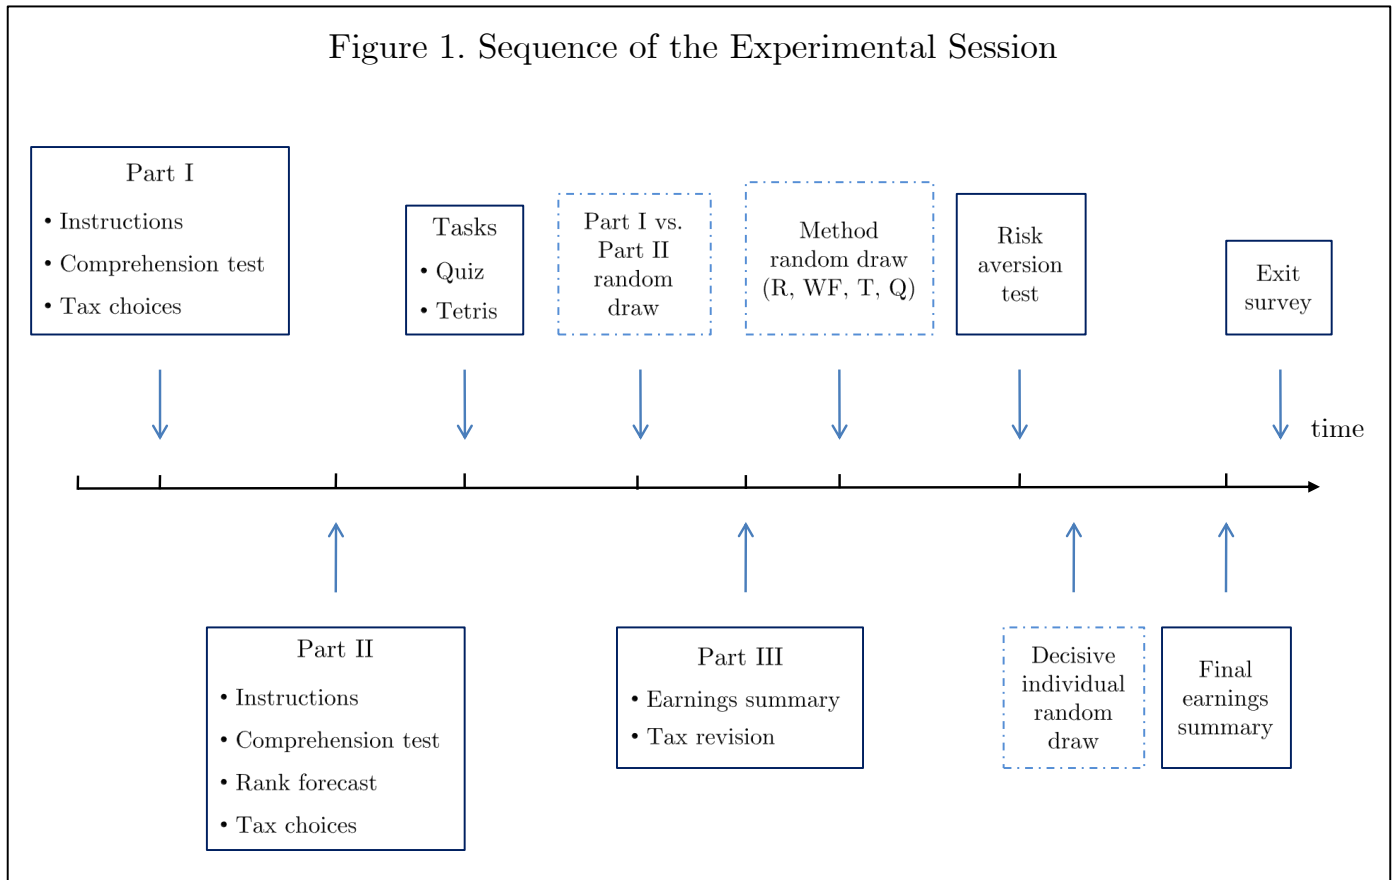 Figure 1. Sequence of the Experimental Session
Part I
• Instructions
• Comprehension test
• Tax choices
Tasks
• Quiz
• Tetris
Part I vs.
Part II
random
draw
Method
random draw
(R, WF, T, Q)
Risk
aversion
test
Exit
survey
time
Part II
• Instructions
• Comprehension test
• Rank forecast
• Tax choices
Part III
• Earnings summary
• Tax revision
Decisive
individual
random
draw
Final
earnings
summary